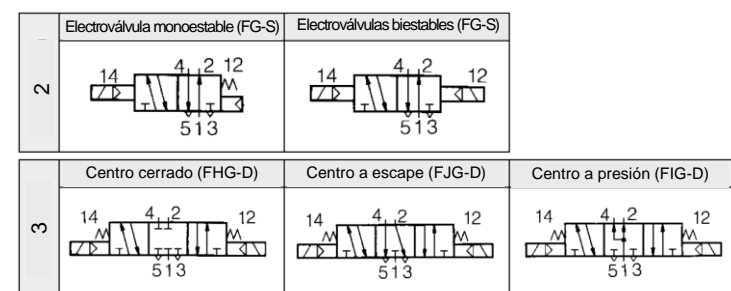 Electroválvula monoestable (FG-S)
Electroválvulas biestables (FG-S)
2
14 4 2 12
513
14 4 2 12
513
Centro cerrado (FHG-D)
Centro a escape (FJG-D)
Centro a presión (FIG-D)
3
14 4 2 12
513
14 4 2 12
513
14 4 2 12
513